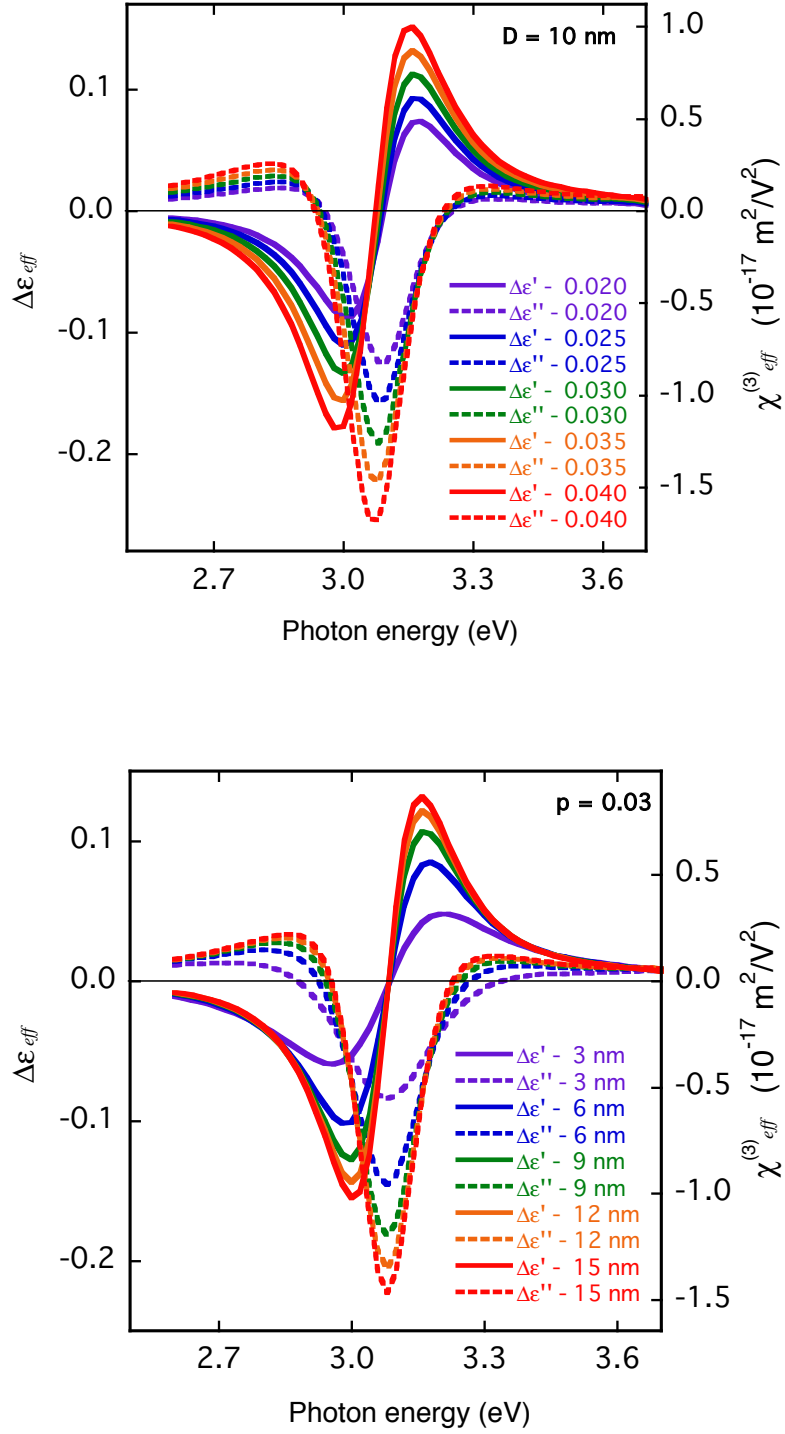 D = 10 nm
0.1
0.0
-0.1
-0.2
Δε eff
1.0
0.5
0.0
-0.5
-1.0
-1.5
χ(3)eff (10-17 m2/V2)
Δε' - 0.020
Δε'' - 0.020
Δε' - 0.025
Δε'' - 0.025
Δε' - 0.030
Δε'' - 0.030
Δε' - 0.035
Δε'' - 0.035
Δε' - 0.040
Δε'' - 0.040
2.7 3.0 3.3 3.6
Photon energy (eV)
p = 0.03
0.1
0.0
-0.1
-0.2
Δε eff
0.5
0.0
-0.5
-1.0
-1.5
χ(3)eff (10-17 m2/V2)
Δε' - 3 nm
Δε'' - 3 nm
Δε' - 6 nm
Δε'' - 6 nm
Δε' - 9 nm
Δε'' - 9 nm
Δε' - 12 nm
Δε'' - 12 nm
Δε' - 15 nm
Δε'' - 15 nm
2.7 3.0 3.3 3.6
Photon energy (eV)